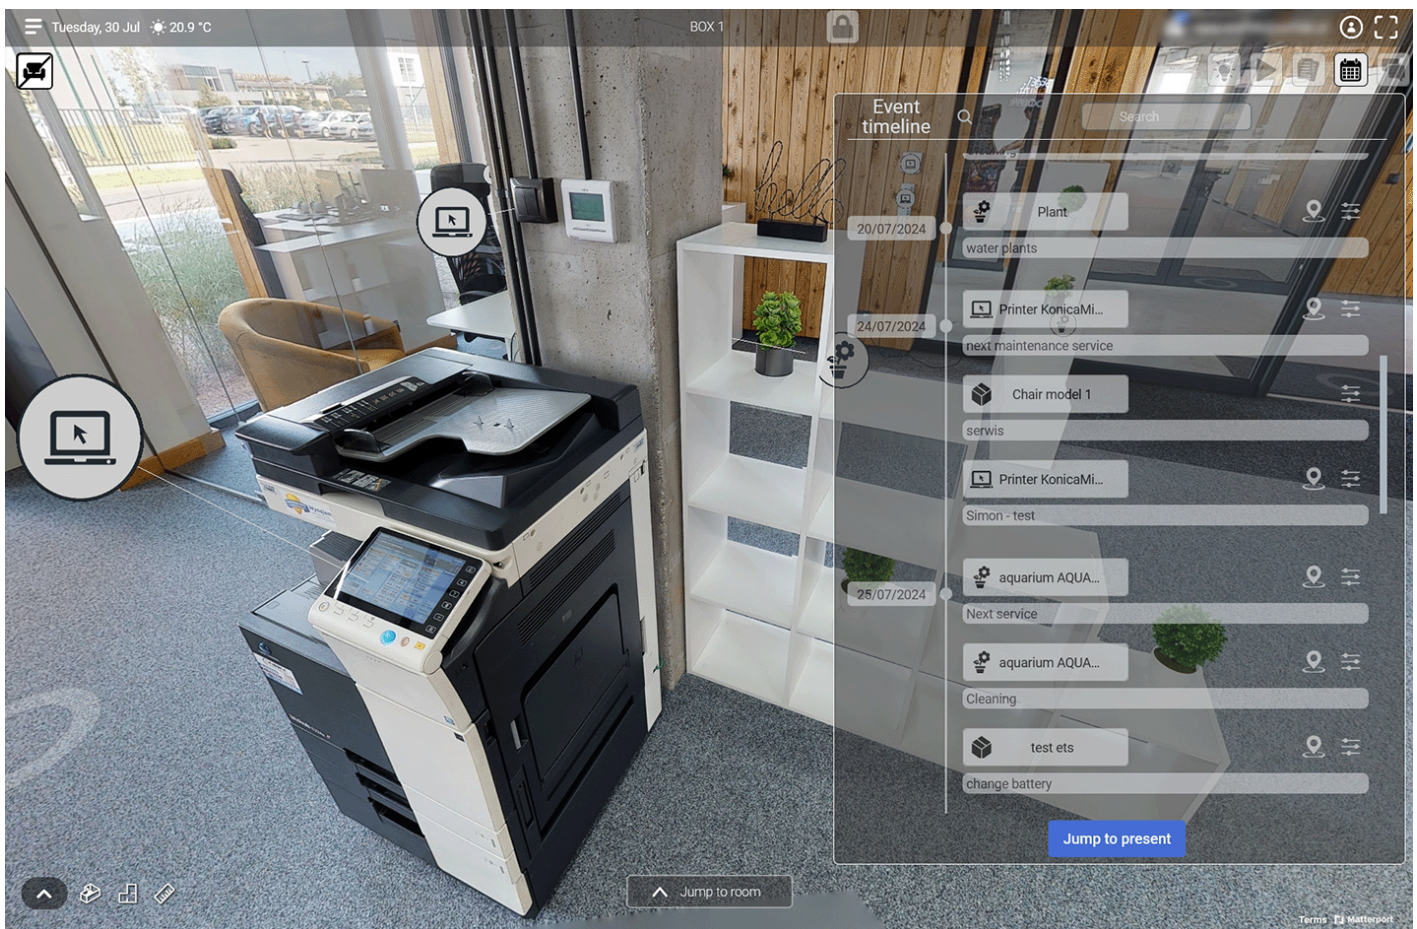 Tuesday, 30 Jul 20.9 °C
BOX 1
Event
timeline
Search
20/07/2024
Plant
water plants
24/07/2024
Printer KonicaMi...
next maintenance service
Chair model 1
serwis
Printer KonicaMi...
Simon - test
25/07/2024
aquarium AQUA...
Next service
aquarium AQUA...
Cleaning
test ets
change battery
Jump to present
Jump to room
Terms Matterport